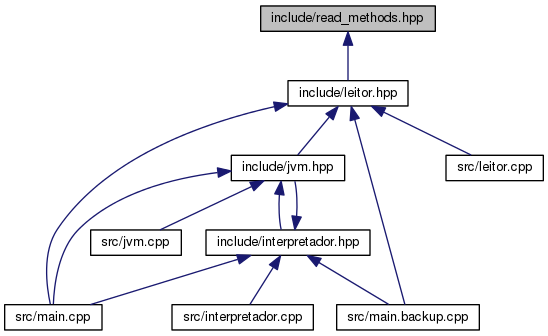 include/read_methods.hpp
include/leitor.hpp
include/jvm.hpp
src/leitor.cpp
src/jvm.cpp
include/interpretador.hpp
src/main.cpp
src/interpretador.cpp
src/main.backup.cpp